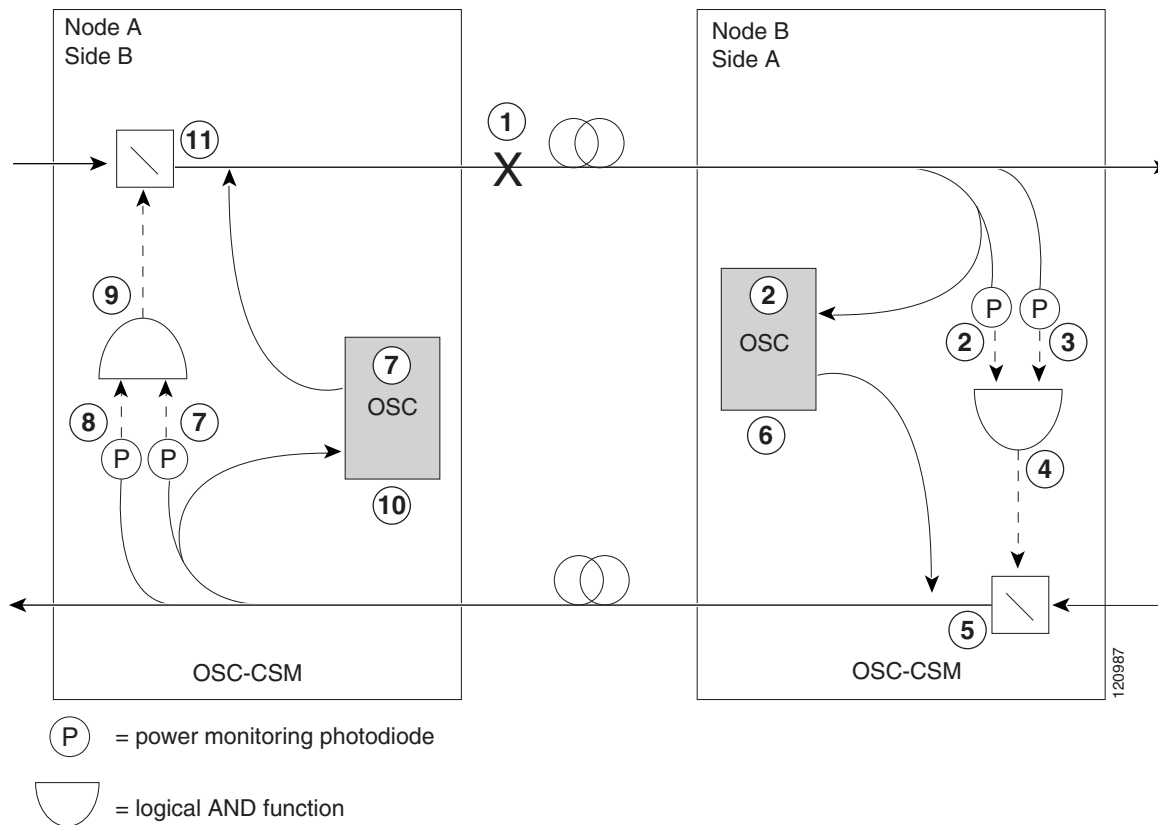 Node A
Side B
Node B
Side A
1
11
9
2
OSC
P
P
2
3
7
OSC
8
7
P
P
6
4
10
5
OSC-CSM
OSC-CSM
120987
P = power monitoring photodiode
= logical AND function